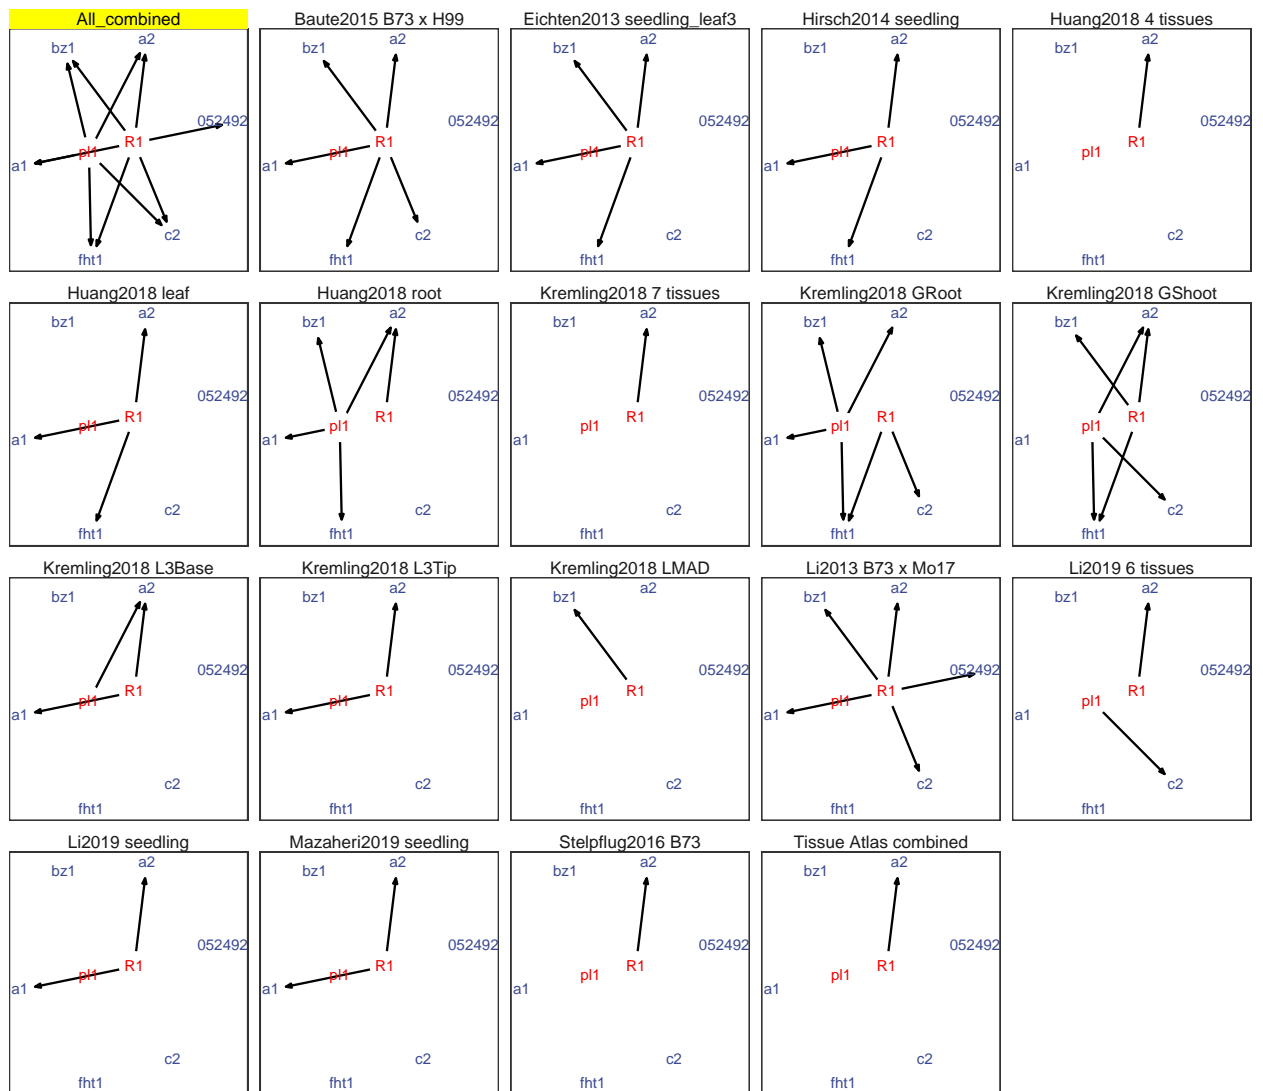 All_combined
bz1
a2
052492
R1
pl1
a1
c2
fht1
Baute2015 B73 x H99
bz1
a2
052492
R1
pl1
a1
c2
fht1
Eichten2013 seedling_leaf3
bz1
a2
052492
R1
pl1
a1
c2
fht1
Hirsch2014 seedling
bz1
a2
052492
R1
pl1
a1
c2
fht1
Huang2018 4 tissues
bz1
a2
052492
R1
pl1
a1
c2
fht1
Huang2018 leaf
bz1
a2
052492
R1
pl1
a1
c2
fht1
Huang2018 root
bz1
a2
052492
R1
pl1
a1
c2
fht1
Kremling2018 7 tissues
bz1
a2
052492
R1
pl1
a1
c2
fht1
Kremling2018 GRoot
bz1
a2
052492
R1
pl1
a1
c2
fht1
Kremling2018 GShoot
bz1
a2
052492
R1
pl1
a1
c2
fht1
Kremling2018 L3Base
bz1
a2
052492
R1
pl1
a1
c2
fht1
Kremling2018 L3Tip
bz1
a2
052492
R1
pl1
a1
c2
fht1
Kremling2018 LMAD
bz1
a2
052492
R1
pl1
a1
c2
fht1
Li2013 B73 x Mo17
bz1
a2
052492
R1
pl1
a1
c2
fht1
Li2019 6 tissues
bz1
a2
052492
R1
pl1
a1
c2
fht1
Li2019 seedling
bz1
a2
052492
R1
pl1
a1
c2
fht1
Mazaheri2019 seedling
bz1
a2
052492
R1
pl1
a1
c2
fht1
Stelpflug2016 B73
bz1
a2
052492
R1
pl1
a1
c2
fht1
Tissue Atlas combined
bz1
a2
052492
R1
pl1
a1
c2
fht1